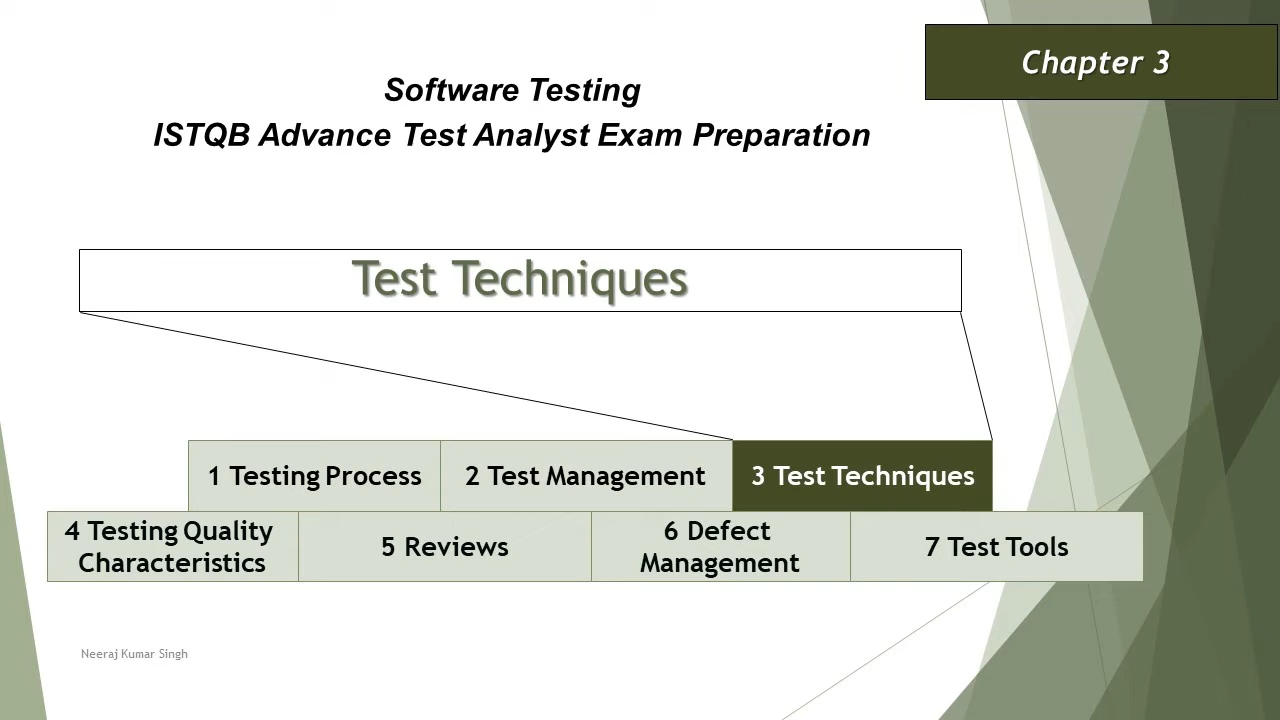 Chapter 3
Software Testing
ISTQB Advance Test Analyst Exam Preparation
Test Techniques
1 Testing Process
2 Test Management
3 Test Techniques
4 Testing Quality
Characteristics
5 Reviews
6 Defect
Management
7 Test Tools
Neeraj Kumar Singh